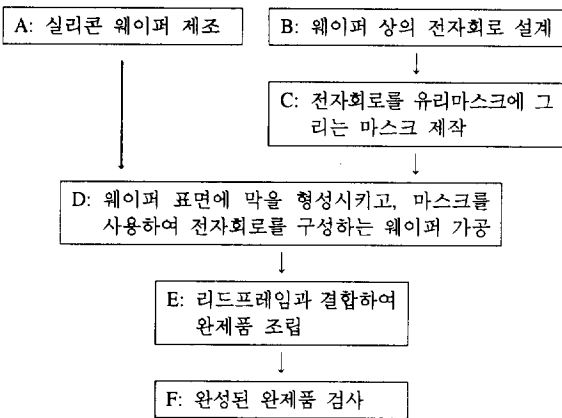 A: 실리콘 웨이퍼 제조
B: 웨이퍼 상의 전자회로 설계
C: 전자회로를 유리마스크에 그
리는 마스크 제작
D: 웨이퍼 표면에 막을 형성시키고, 마스크를
사용하여 전자회로를 구성하는 웨이퍼 가공
E: 리드프레임과 결합하여
완제품 조립
F: 완성된 완제품 검사